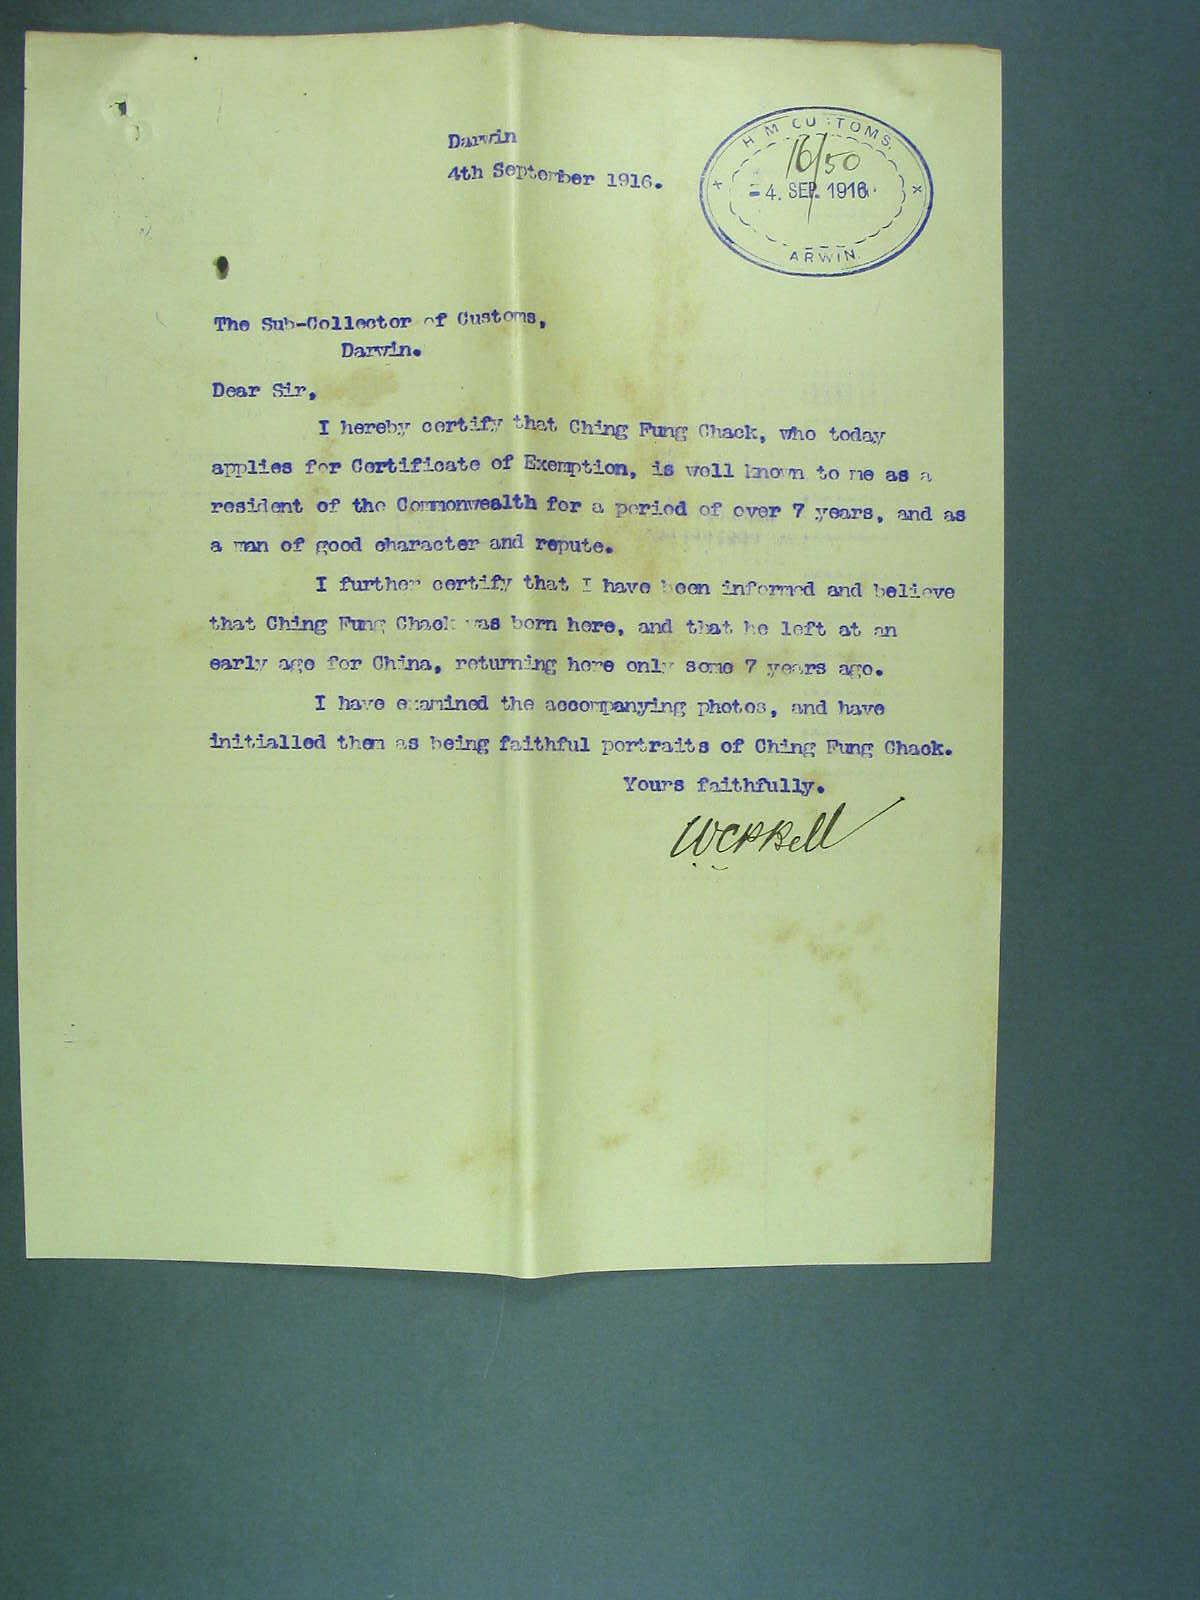 Darwin
4th September 1916.
H M CUSTOMS.
16/50
- 4. SEP. 1916
ARWIN.
The Sub-Collector of Customs,
Darwin.
Dear Sir,
I hereby certify that Ching Fung Chack, who today
applies for Certificate of Exemption, is well known to me as a
resident of the Commonwealth for a period of over 7 years, and as
a man of good character and repute.
I further certify that I have been informed and believe
that Ching Fung Chack was born here, and that he left at an
early age for China, returning here only some 7 years ago.
I have examined the accompanying photos, and have
initialled them as being faithful portraits of Ching Fung Chack.
Yours faithfully.
Bell